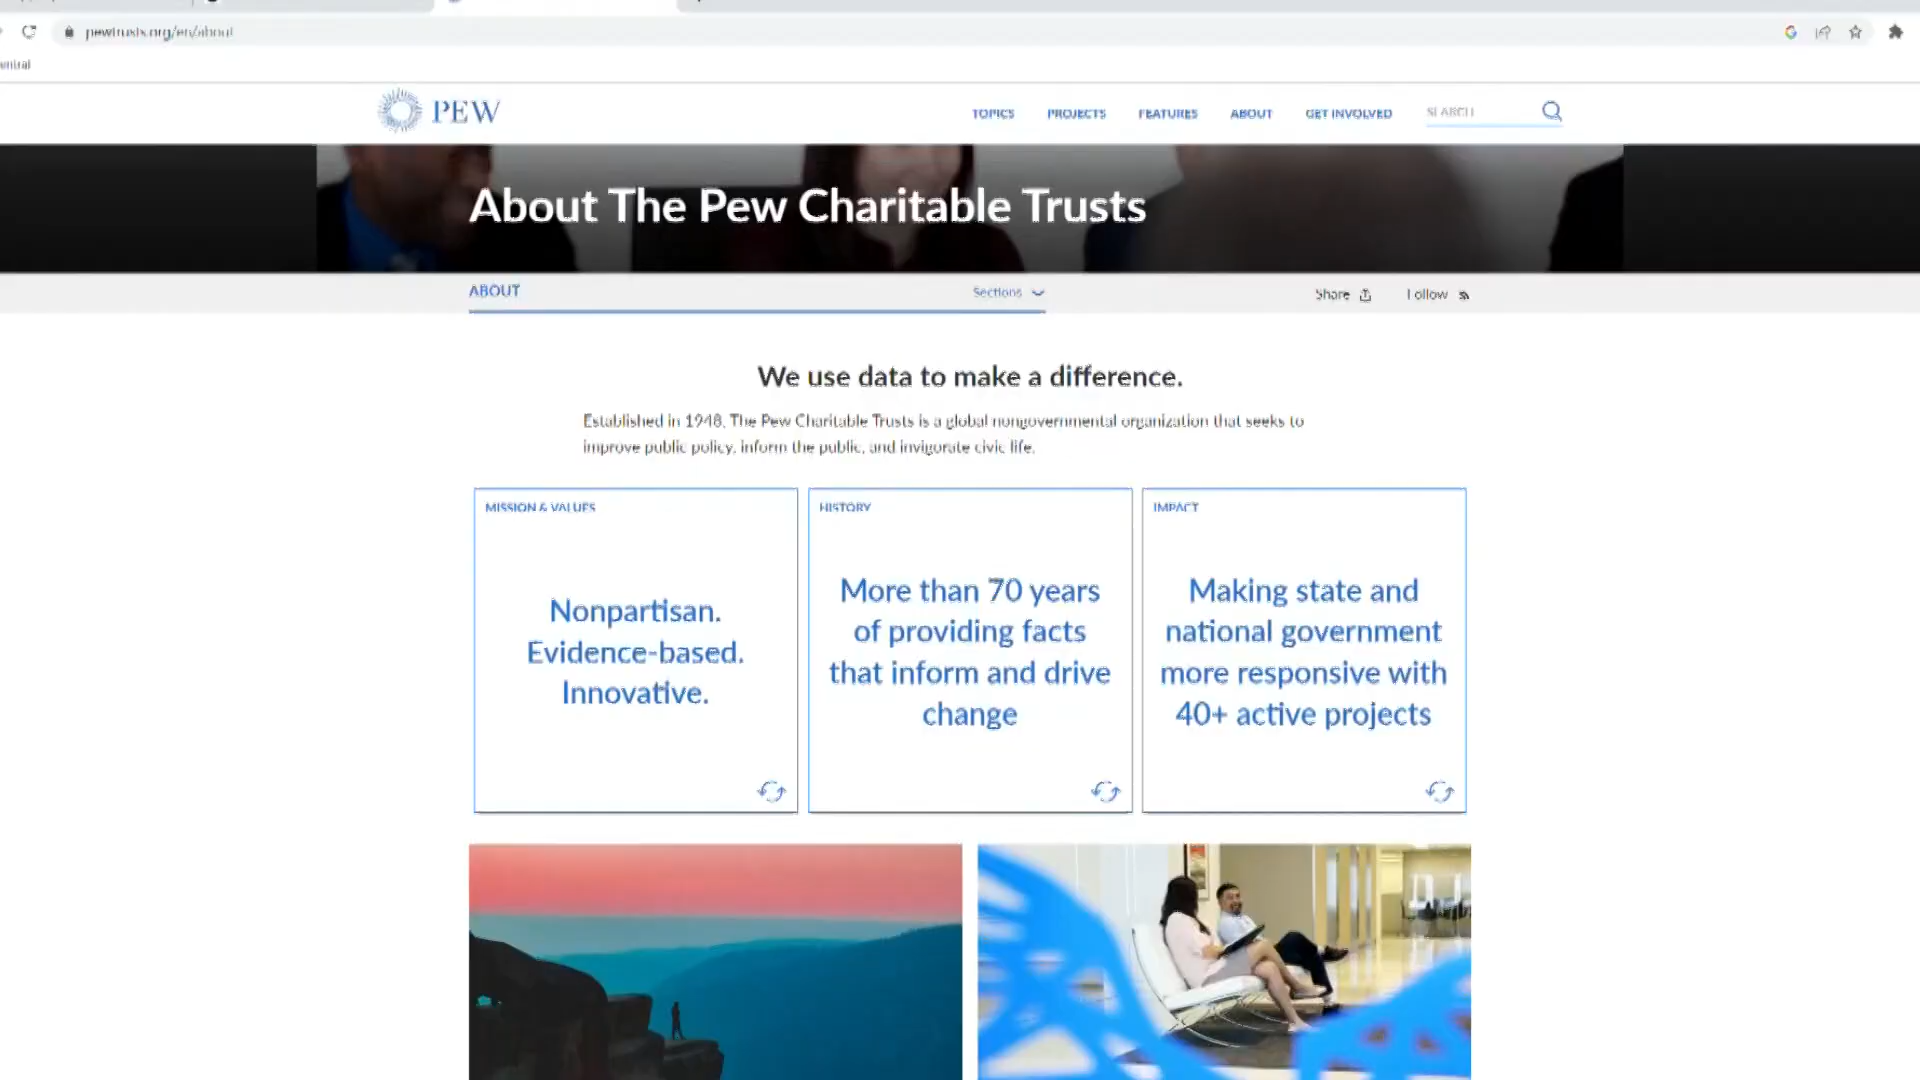 pewtrusts.org/en/about
entral
PEW
TOPICS PROJECTS FEATURES ABOUT GET INVOLVED SEARCH
About The Pew Charitable Trusts
ABOUT Sections Share Follow
We use data to make a difference.
Established in 1948, The Pew Charitable Trusts is a global nongovernmental organization that seeks to
improve public policy, inform the public, and invigorate civic life.
MISSION & VALUES
Nonpartisan.
Evidence-based.
Innovative.
HISTORY
More than 70 years
of providing facts
that inform and drive
change
IMPACT
Making state and
national government
more responsive with
40+ active projects